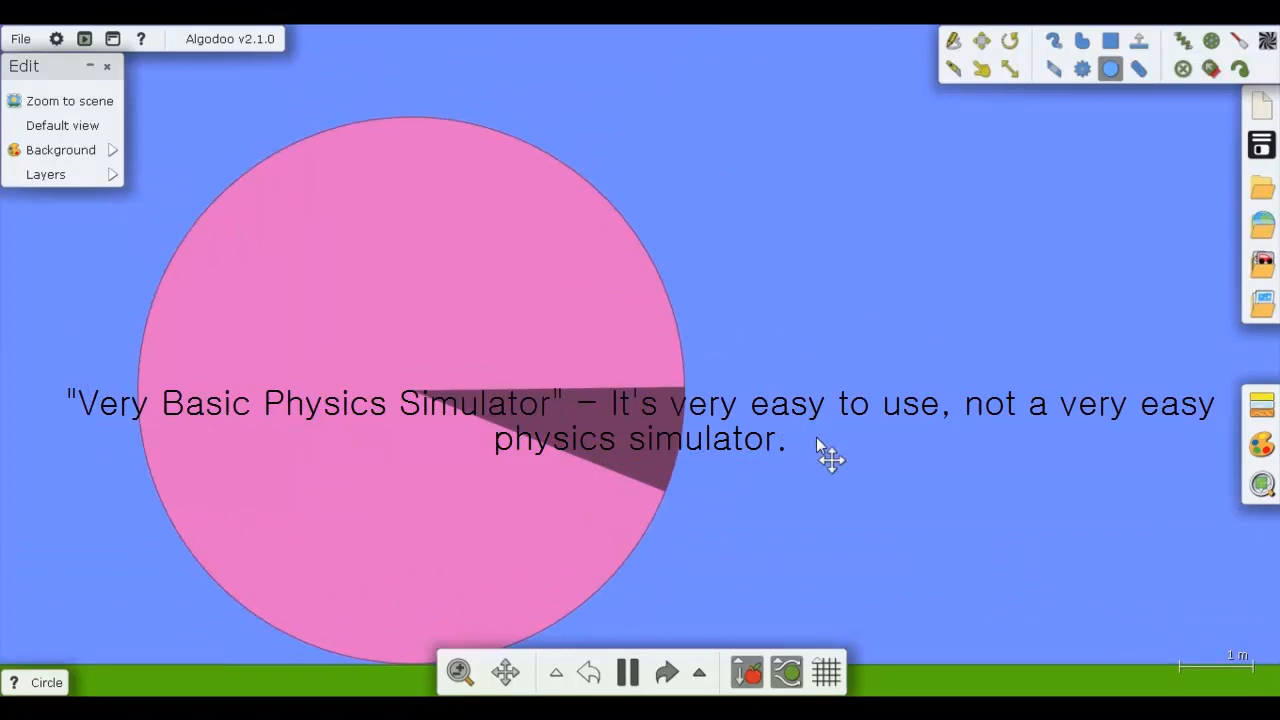 File
Algodoo v2.1.0
Edit
Zoom to scene
Default view
Background
Layers
"Very Basic Physics Simulator" - It's very easy to use, not a very easy
physics simulator.
1 m
? Circle